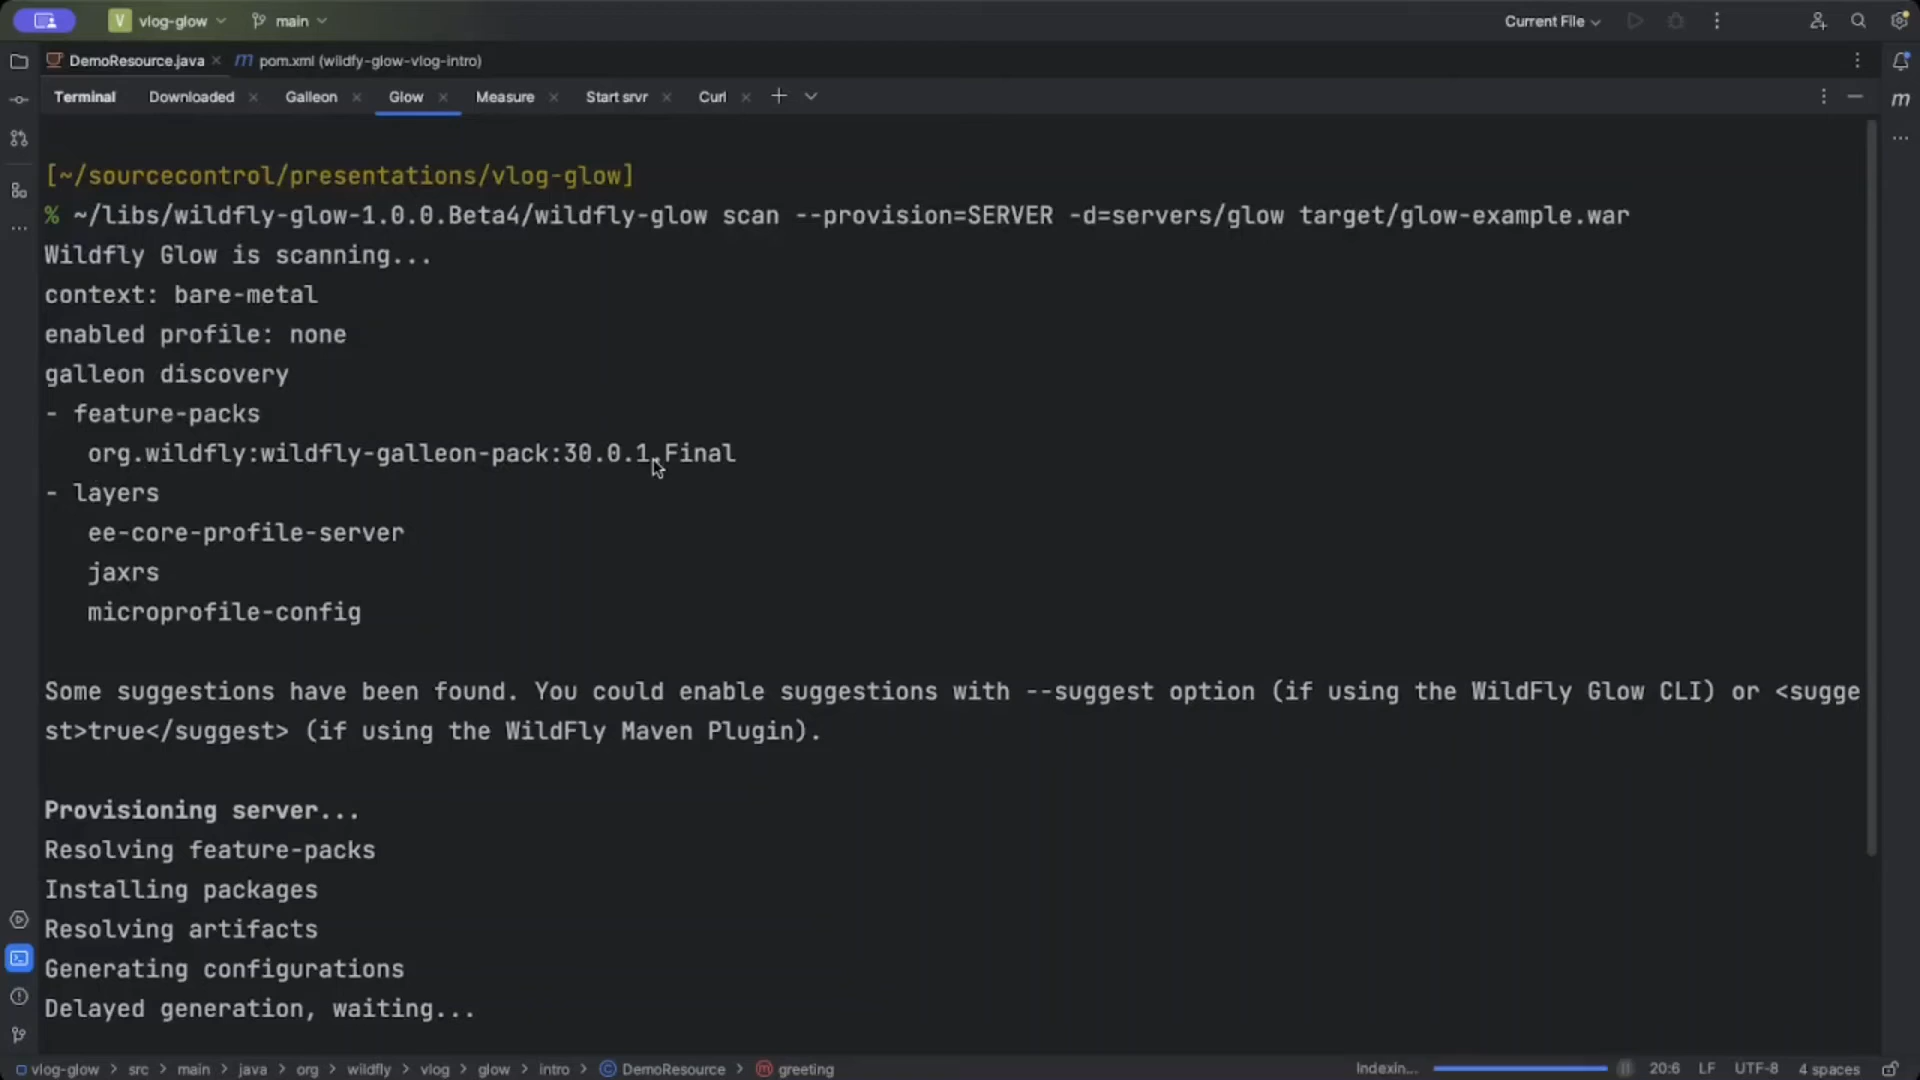 V vlog-glow main Current File
DemoResource.java pom.xml (wildfly-glow-vlog-intro)
Terminal Downloaded Galleon Glow Measure Start srvr Curl
[~/sourcecontrol/presentations/vlog-glow]
% ~/libs/wildfly-glow-1.0.0.Beta4/wildfly-glow scan --provision=SERVER -d=servers/glow target/glow-example.war
Wildfly Glow is scanning...
context: bare-metal
enabled profile: none
galleon discovery
- feature-packs
org.wildfly:wildfly-galleon-pack:30.0.1.Final
- layers
ee-core-profile-server
jaxrs
microprofile-config
Some suggestions have been found. You could enable suggestions with --suggest option (if using the WildFly Glow CLI) or <sugge
st>true</suggest> (if using the WildFly Maven Plugin).
Provisioning server...
Resolving feature-packs
Installing packages
Resolving artifacts
Generating configurations
Delayed generation, waiting...
vlog-glow > src > main > java > org > wildfly > vlog > glow > intro > DemoResource > greeting Indexin... 20:6 LF UTF-8 4 spaces